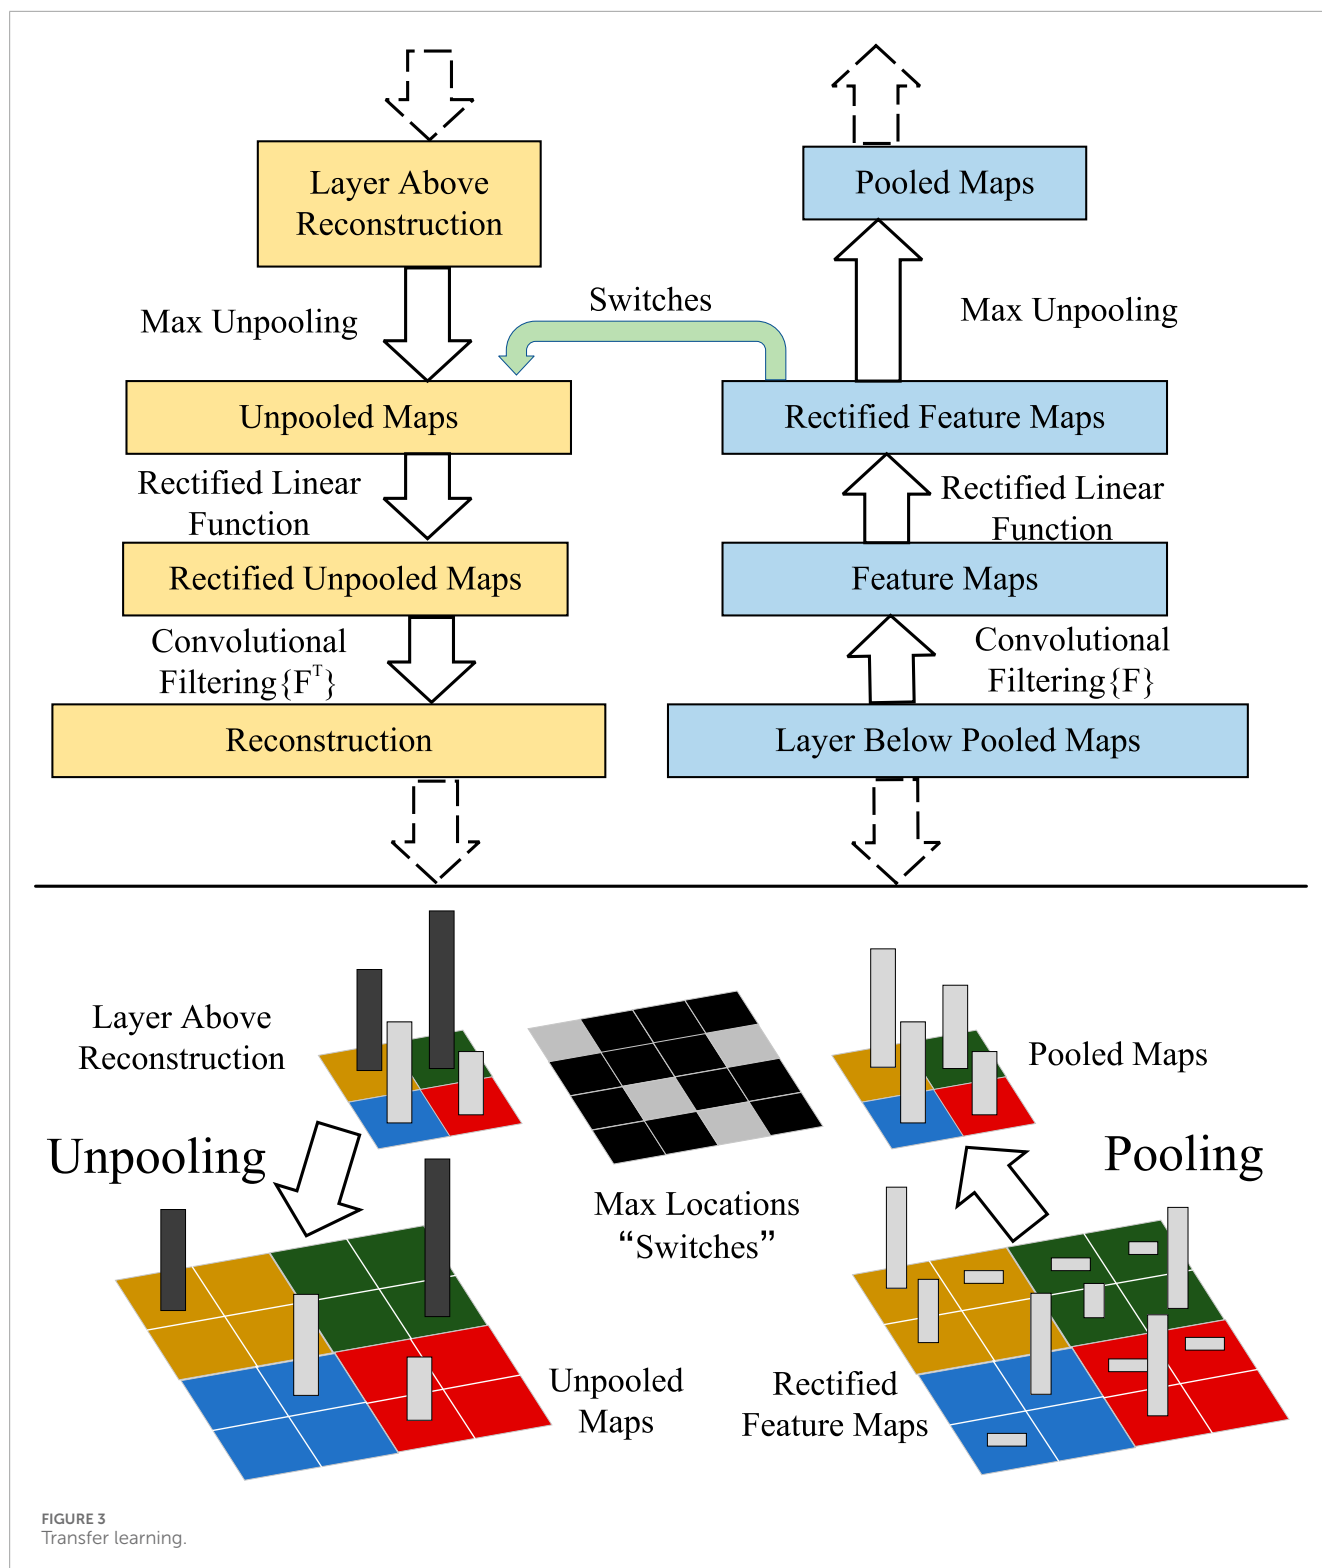 Layer Above
Reconstruction
Pooled Maps
Max Unpooling
Switches
Max Unpooling
Unpooled Maps
Rectified Feature Maps
Rectified Linear
Function
Rectified Linear
Function
Rectified Unpooled Maps
Feature Maps
Convolutional
Filtering{Fᵀ}
Convolutional
Filtering{F}
Reconstruction
Layer Below Pooled Maps
Layer Above
Reconstruction
Pooled Maps
Unpooling
Pooling
Max Locations
“Switches”
Unpooled
Maps
Rectified
Feature Maps
FIGURE 3
Transfer learning.